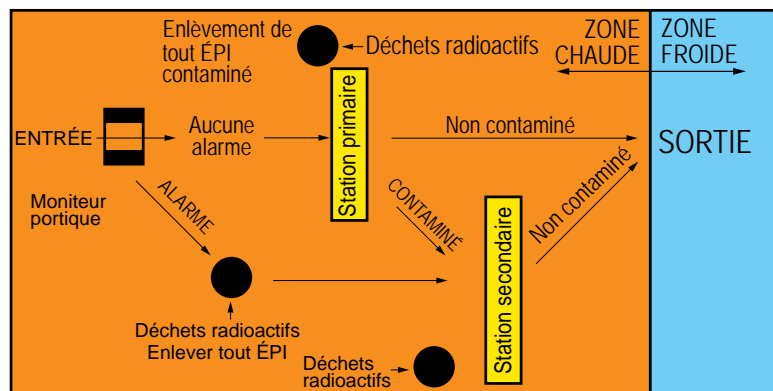 Enlèvement de
tout ÉPI
contaminé
Déchets radioactifs
ZONE
CHAUDE
ZONE
FROIDE
ENTRÉE
Aucune
alarme
Station primaire
Non contaminé
SORTIE
Moniteur
portique
ALARME
CONTAMINÉ
Non contaminé
Station secondaire
Déchets radioactifs
Enlever tout ÉPI
Déchets
radioactifs